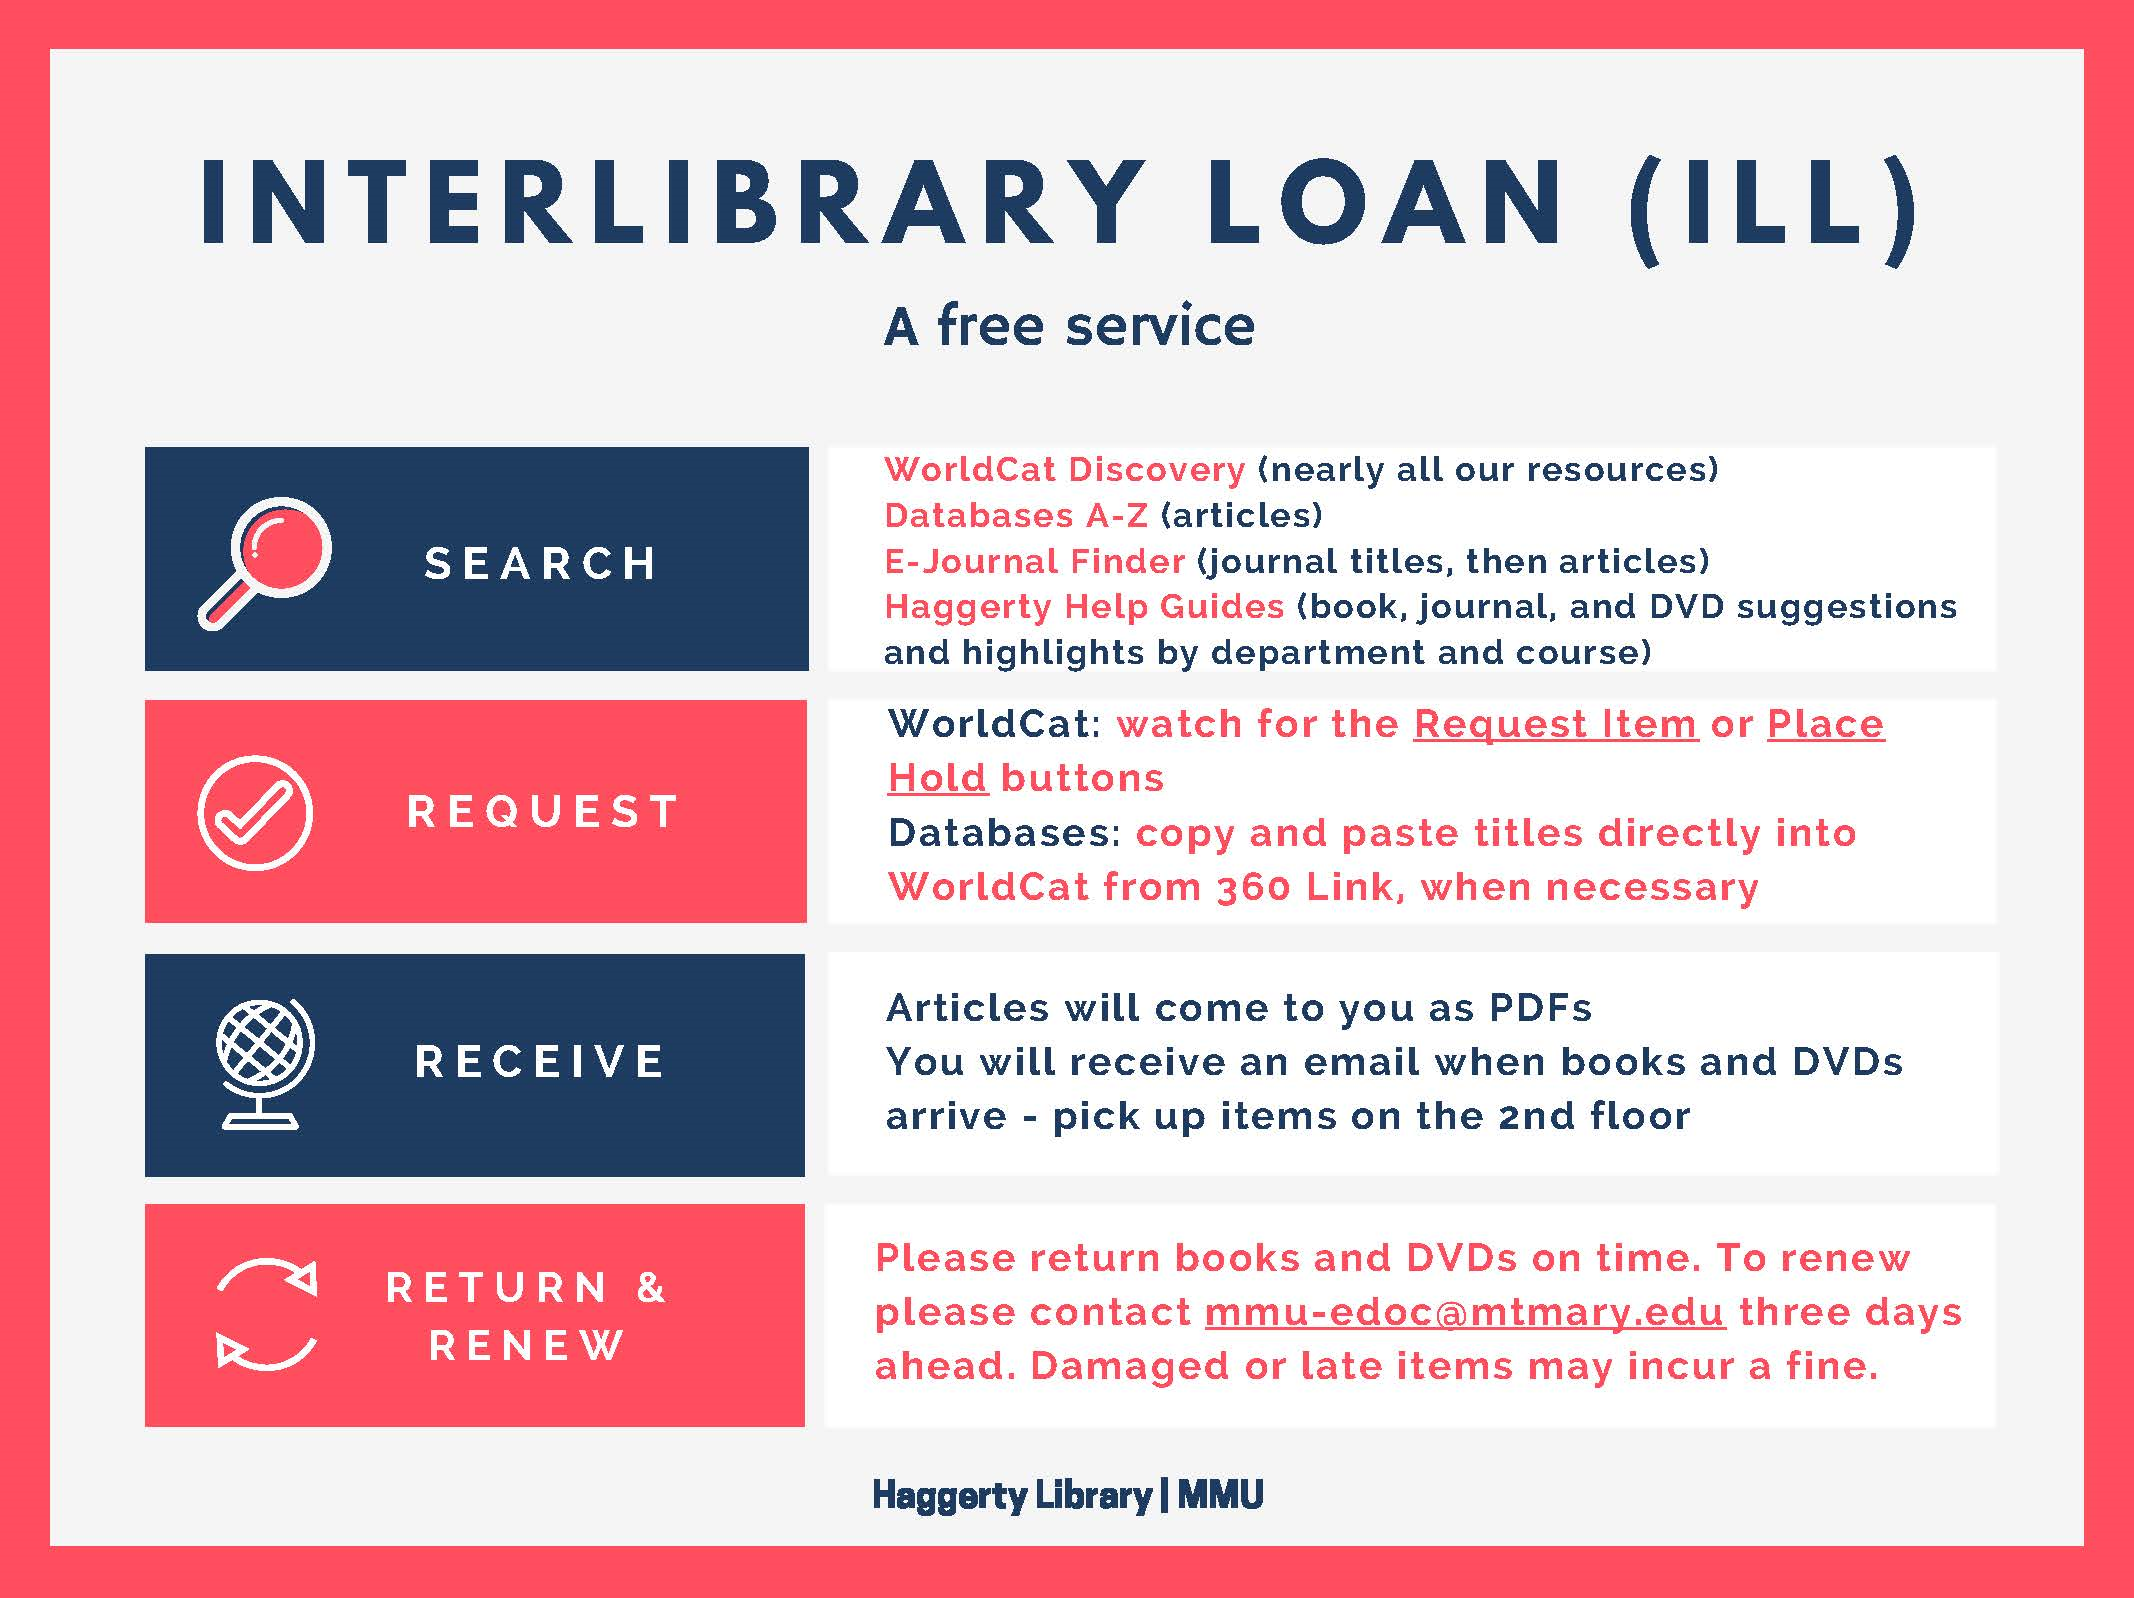 INTERLIBRARY LOAN (ILL)
A free service
SEARCH
WorldCat Discovery (nearly all our resources)
Databases A-Z (articles)
E-Journal Finder (journal titles, then articles)
Haggerty Help Guides (book, journal, and DVD suggestions
and highlights by department and course)
REQUEST
WorldCat: watch for the Request Item or Place
Hold buttons
Databases: copy and paste titles directly into
WorldCat from 360 Link, when necessary
RECEIVE
Articles will come to you as PDFs
You will receive an email when books and DVDs
arrive - pick up items on the 2nd floor
RETURN &
RENEW
Please return books and DVDs on time. To renew
please contact mmu-edoc@mtmary.edu three days
ahead. Damaged or late items may incur a fine.
Haggerty Library | MMU